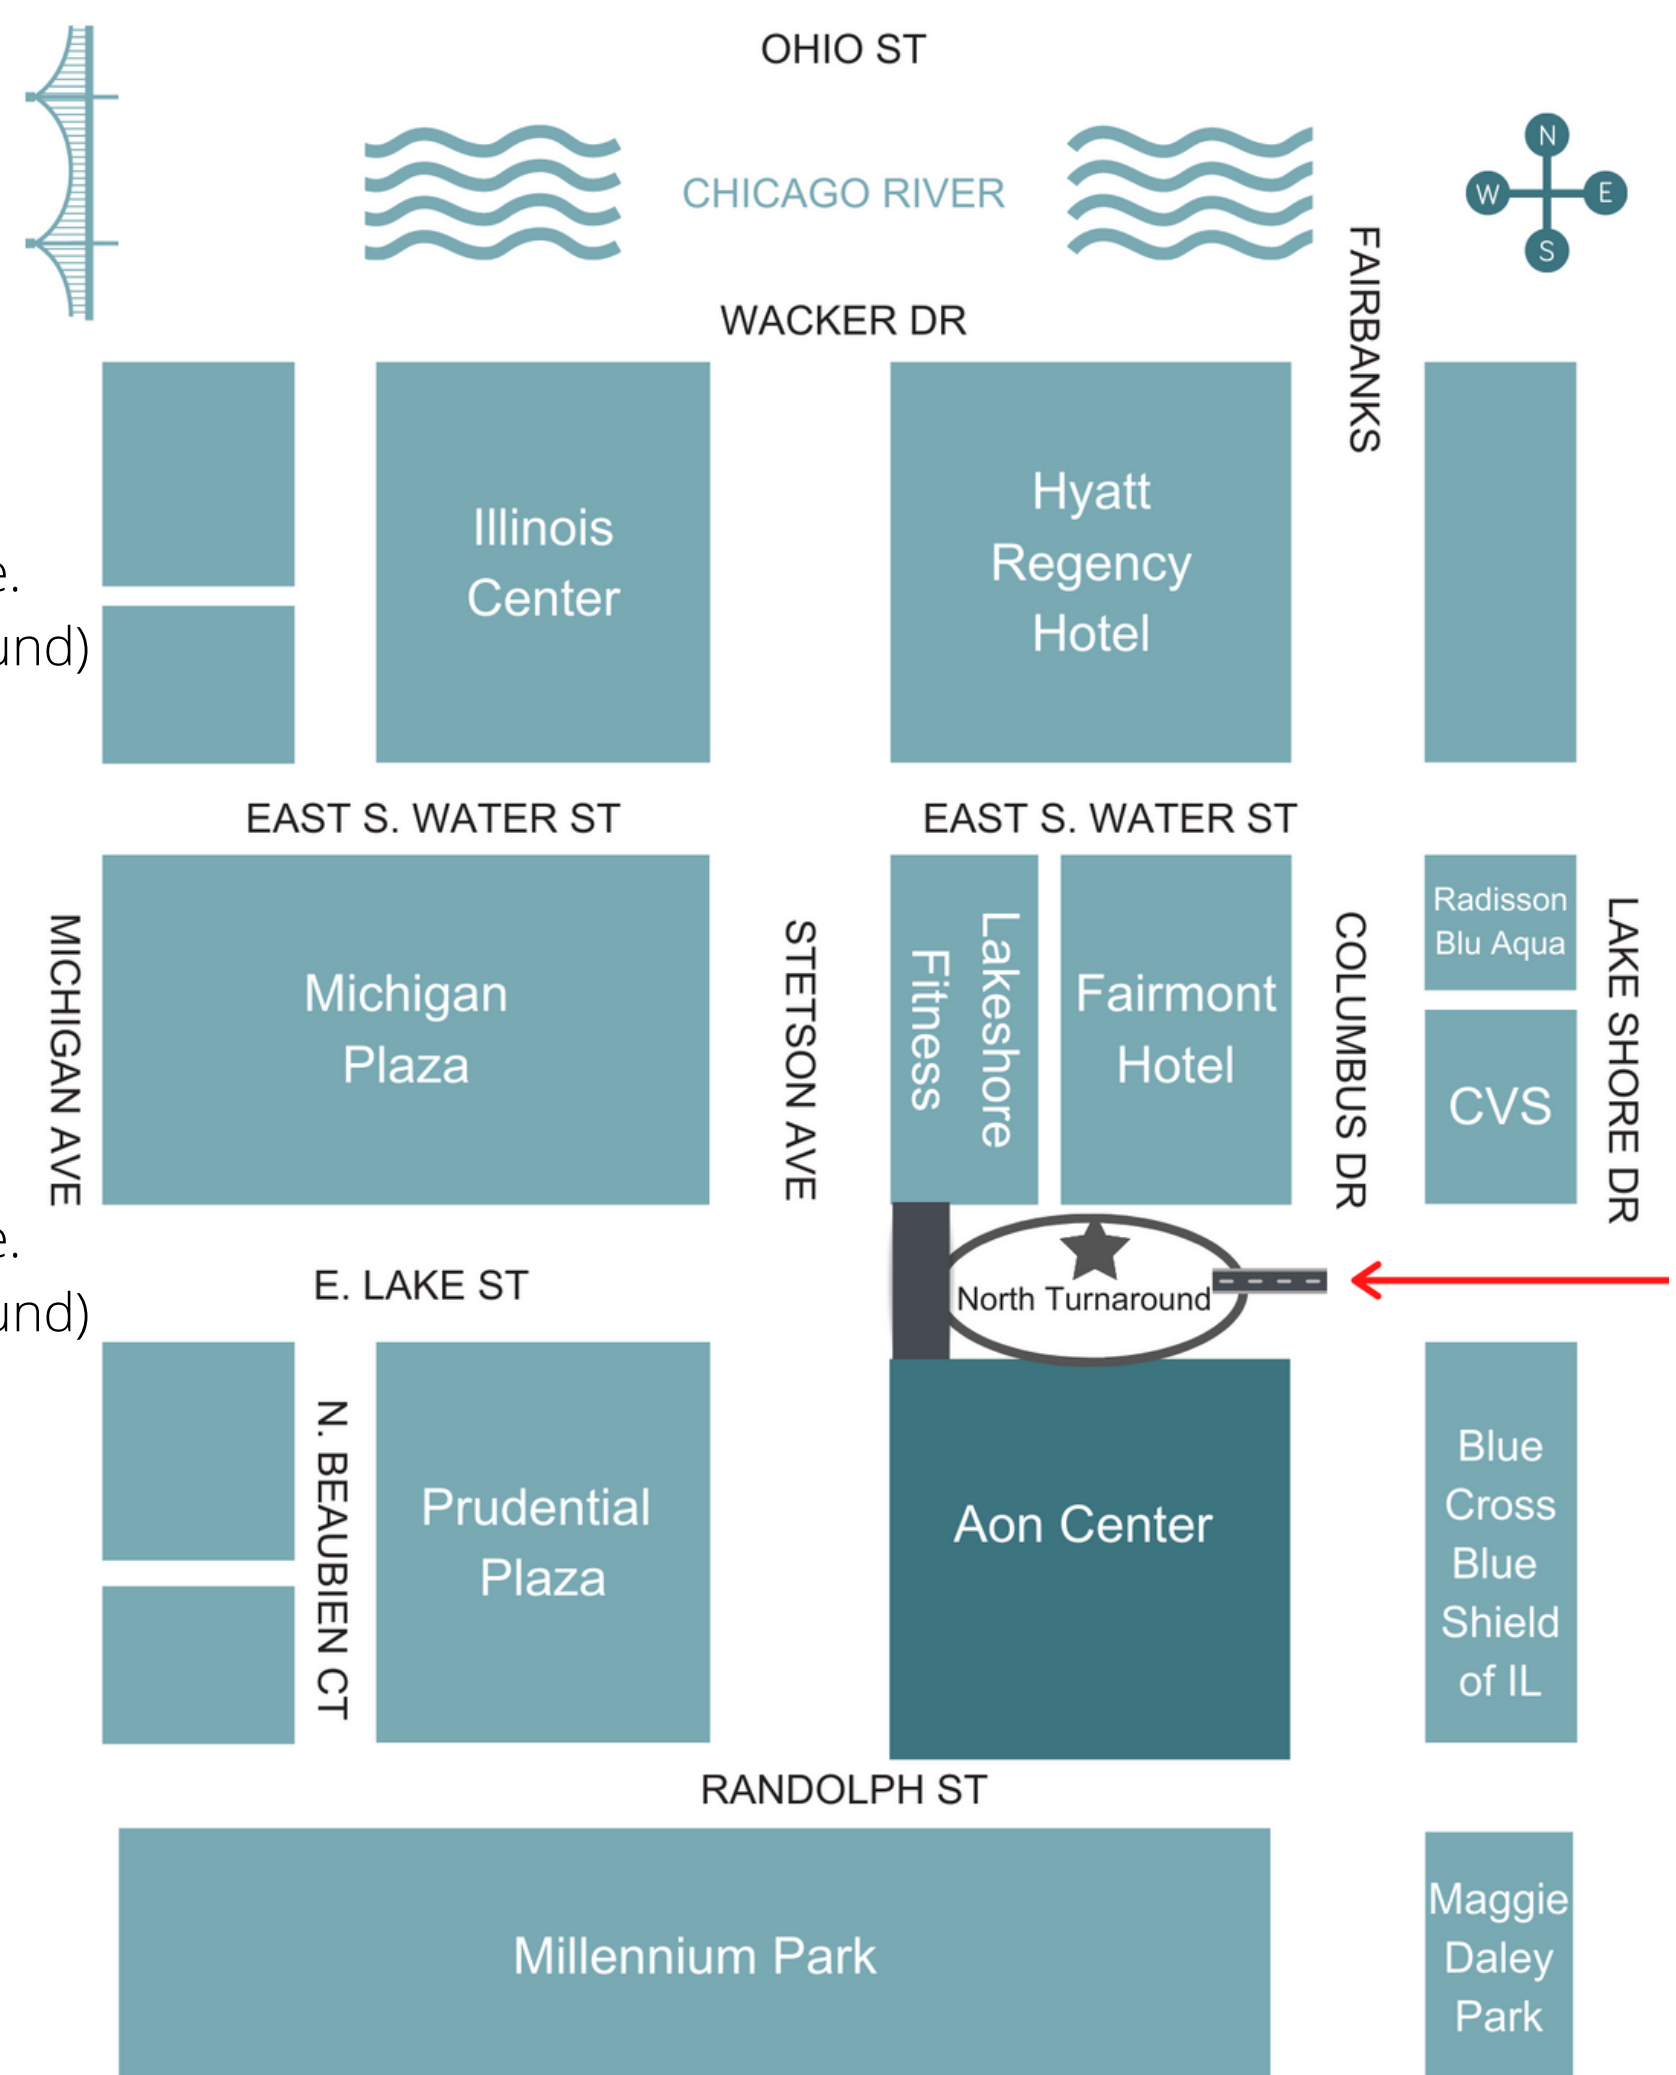 OHIO ST
CHICAGO RIVER
N
W
E
S
WACKER DR
FAIRBANKS
Illinois
Center
Hyatt
Regency
Hotel
e.
und)
EAST S. WATER ST
EAST S. WATER ST
MICHIGAN AVE
Michigan
Plaza
STETSON AVE
Lakeshore
Fitness
Fairmont
Hotel
COLUMBUS DR
Radisson
Blu Aqua
CVS
LAKE SHORE DR
e.
und)
E. LAKE ST
North Turnaround
N. BEAUBIEN CT
Prudential
Plaza
Aon Center
Blue
Cross
Blue
Shield
of IL
RANDOLPH ST
Millennium Park
Maggie
Daley
Park